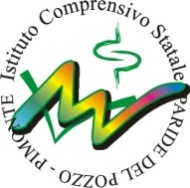 Istituto Comprensivo Statale PARIDE DEL POZZO - PIMONTE